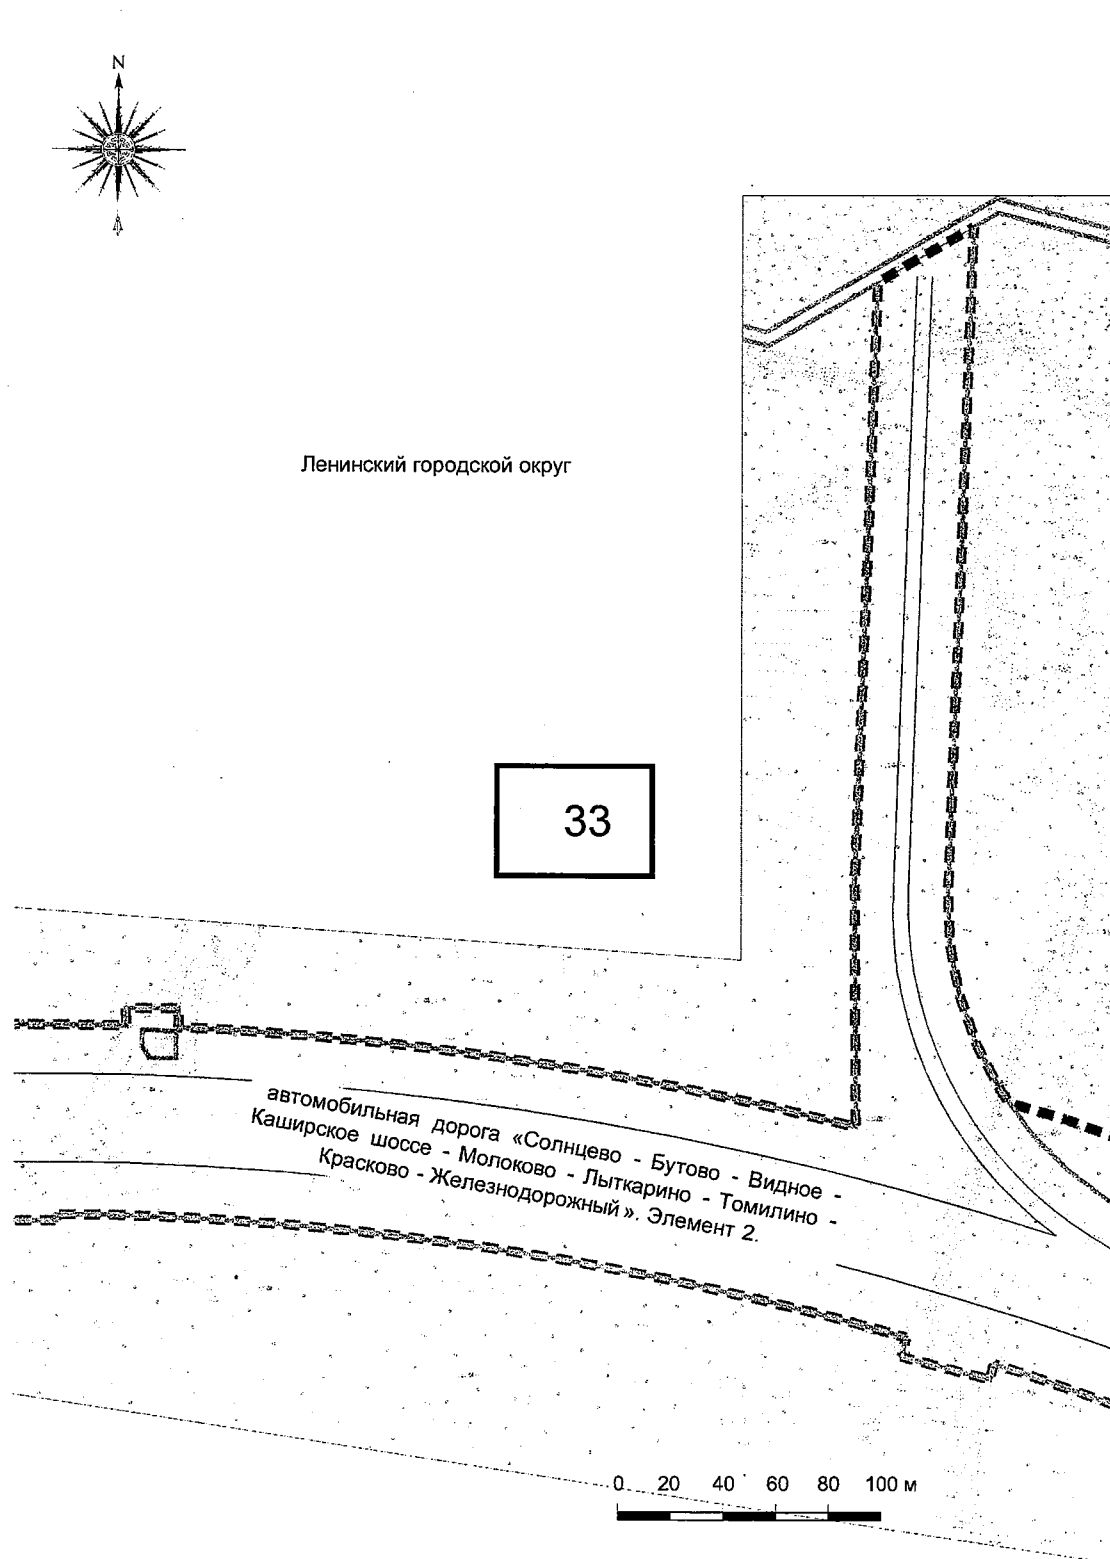 N
Ленинский городской округ
33
автомобильная дорога «Солнцево - Бутово - Видное -
Каширское шоссе - Молоково - Лыткарино - Томилино -
Красково - Железнодорожный». Элемент 2.
0 20 40 60 80 100 м